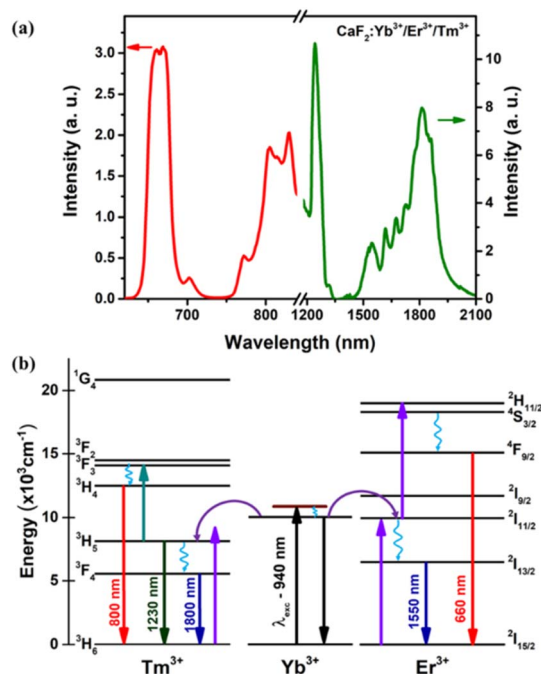 (a)
CaF₂:Yb³⁺/Er³⁺/Tm³⁺
Intensity (a. u.)
3.0
2.5
2.0
1.5
1.0
0.5
0.0
Intensity (a. u.)
10
8
6
4
2
0
700 800 1200 1500 1800 2100
Wavelength (nm)
(b)
Energy (x10³cm⁻¹)
20
15
10
5
0
¹G₄
³F₂
³F₃
³H₄
³H₅
³F₄
³H₆
800 nm
1230 nm
1800 nm
λexc - 940 nm
1550 nm
660 nm
²H₁₁/₂
⁴S₃/₂
⁴F₉/₂
²I₉/₂
²I₁₁/₂
²I₁₃/₂
²I₁₅/₂
Tm³⁺ Yb³⁺ Er³⁺